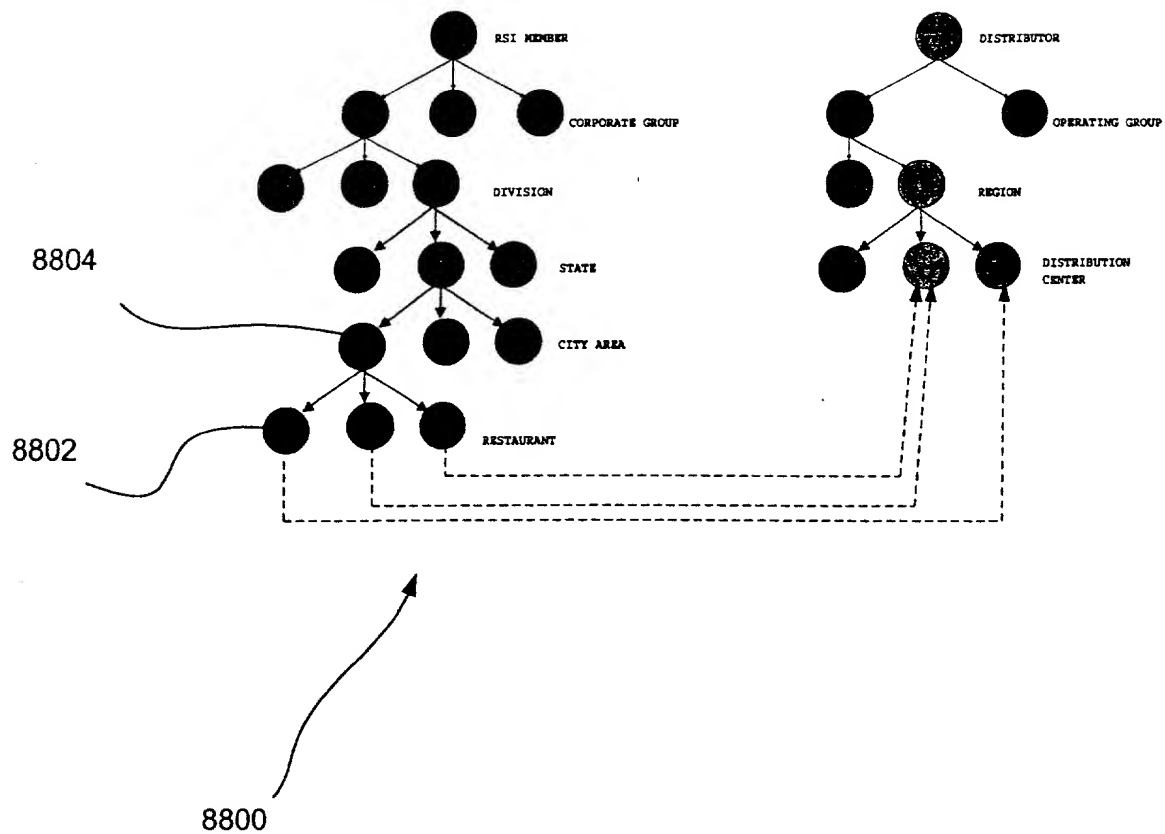 RSI MEMBER
DISTRIBUTOR
CORPORATE GROUP
OPERATING GROUP
DIVISION
REGION
8804
STATE
DISTRIBUTION
CENTER
CITY AREA
8802
RESTAURANT
8800